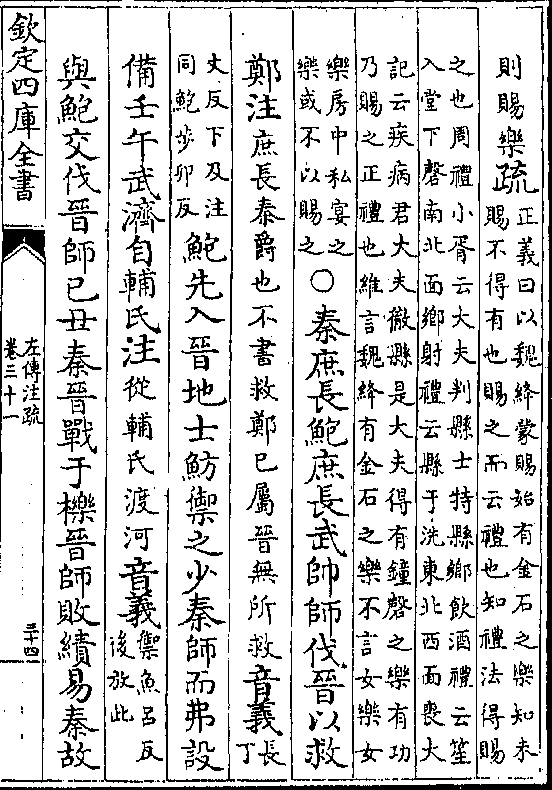 則賜樂疏正義曰以魏絳蒙賜始有金石之樂知未
賜不得有也賜之而云禮也知禮法得賜
之也周禮小胥云大夫判縣士特縣鄉飲酒禮云笙
入堂下磬南北面鄉射禮云縣于洗東北西面喪大
記云疾病君大夫徹縣是大夫得有鐘磬之樂有功
乃賜之正禮也維言魏絳有金石之樂不言女樂女
樂房中私宴之
樂或不以賜之○秦庶長鮑庶長武帥師伐晉以救
鄭注庶長秦爵也不書救鄭已屬晉無所救音義長
丁
丈反下及注
同鮑步卯反鮑先入晉地士魴禦之少秦師而弗設
備壬午武濟自輔氏注從輔氏渡河音義禦魚呂反
後放此
與鮑交伐晉師己丑秦晉戰于櫟晉師敗績易秦故
欽定四庫全書
左傳注疏
卷三十一
三十四